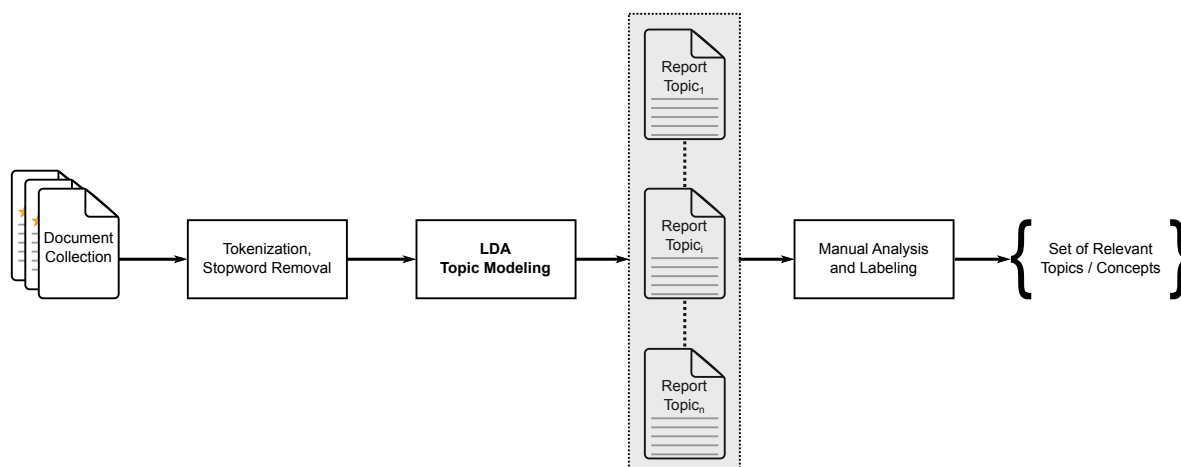 Document
Collection
Tokenization,
Stopword Removal
LDA
Topic Modeling
Report
Topic₁
Report
Topicᵢ
Report
Topicₙ
Manual Analysis
and Labeling
{ Set of Relevant
Topics / Concepts }